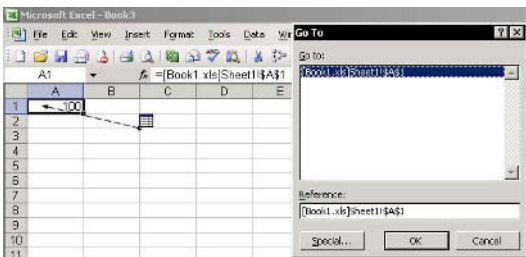 Microsoft Excel - Book3
File Edit View Insert Format Tools Data
A1 fx =[Book1.xls]Sheet1!$A$1
A B C D E
1 100
2
3
4
5
6
7
8
9
10
11
Go To
Go to:
[Book1.xls]Sheet1!$A$1
Reference:
[Book1.xls]Sheet1!$A$1
Special... OK Cancel